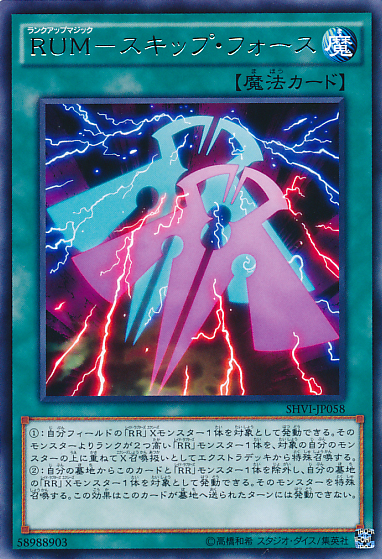 ランクアップマジック
RUM－スキップ・フォース
魔
【魔法カード】
SHVI-JP058
①：自分フィールドの「RR」Xモンスター１体を対象として発動できる。その
モンスターよりランクが２つ高い「RR」モンスター１体を、対象の自分のモン
スターの上に重ねてX召喚扱いとしてエクストラデッキから特殊召喚する。
②：自分の墓地からこのカードと「RR」モンスター１体を除外し、自分の墓地
の「RR」Xモンスター１体を対象として発動できる。そのモンスターを特殊
召喚する。この効果はこのカードが墓地へ送られたターンには発動できない。
58988903
©高橋和希 スタジオ・ダイス/集英社